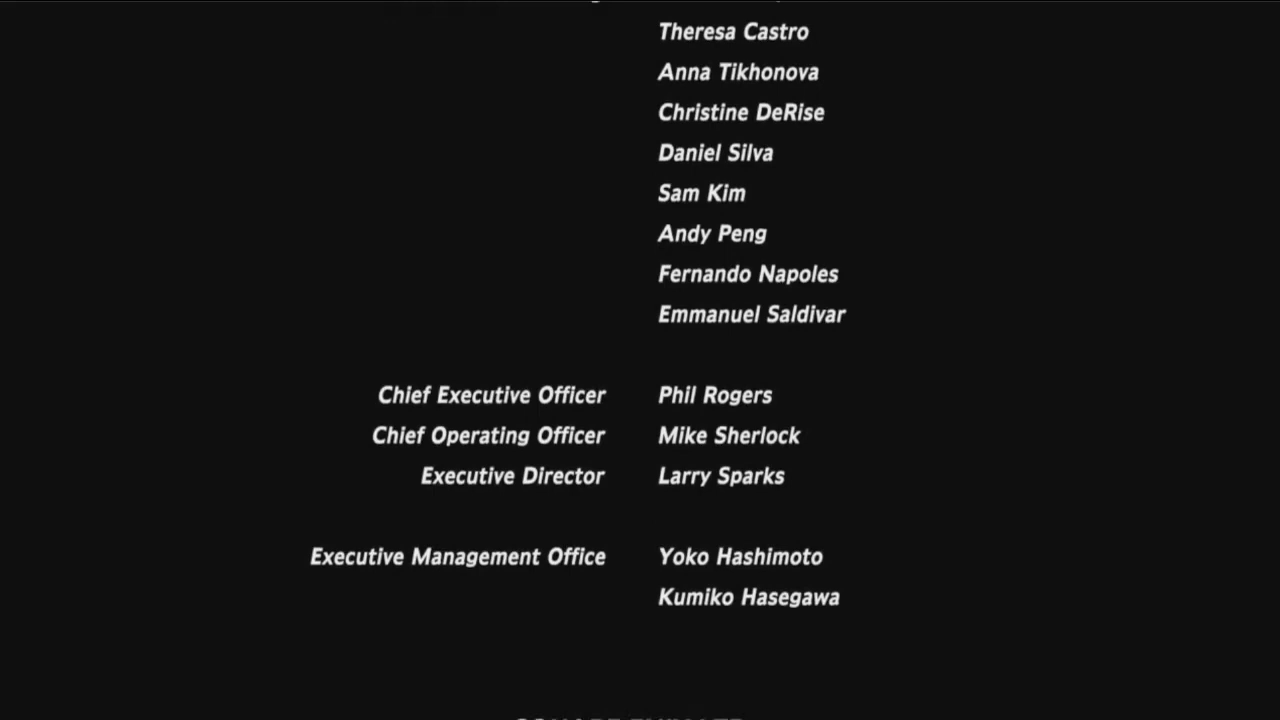 Theresa Castro
Anna Tikhonova
Christine DeRise
Daniel Silva
Sam Kim
Andy Peng
Fernando Napoles
Emmanuel Saldivar
Chief Executive Officer Phil Rogers
Chief Operating Officer Mike Sherlock
Executive Director Larry Sparks
Executive Management Office Yoko Hashimoto
Kumiko Hasegawa